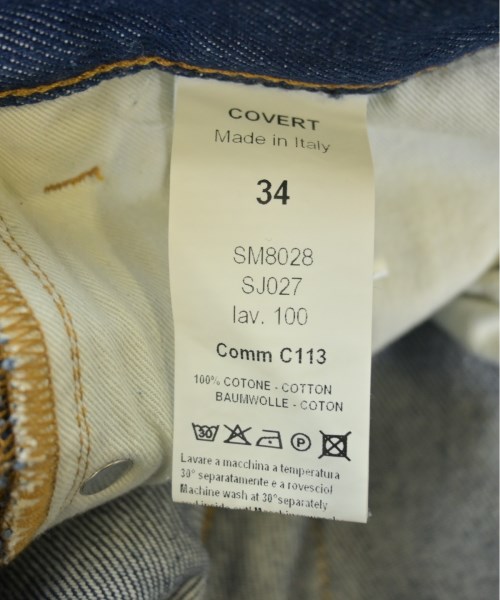 COVERT
Made in Italy
34
SM8028
SJ027
lav. 100
Comm C113
100% COTONE - COTTON
BAUMWOLLE - COTON
30 P
Lavare a macchina a temperatura
30° separatamente e a rovescio!
Machine wash at 30° separately